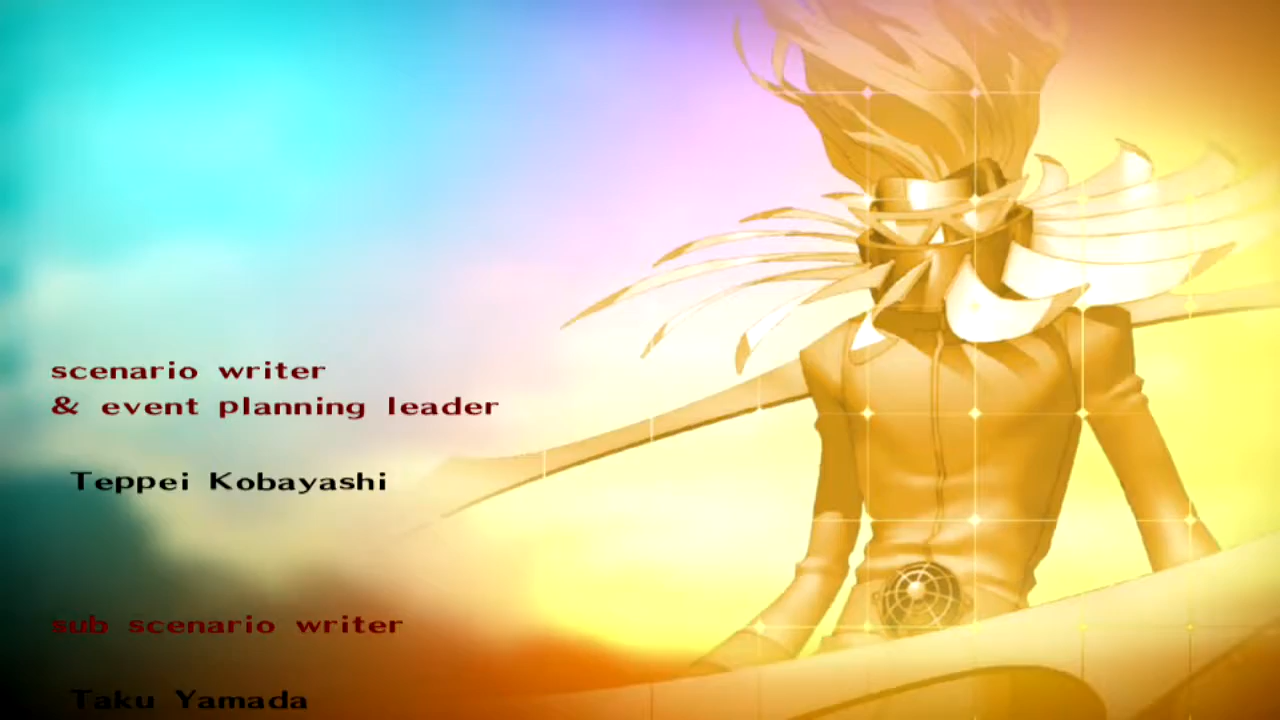 scenario writer
& event planning leader
Teppei Kobayashi
sub scenario writer
Taku Yamada